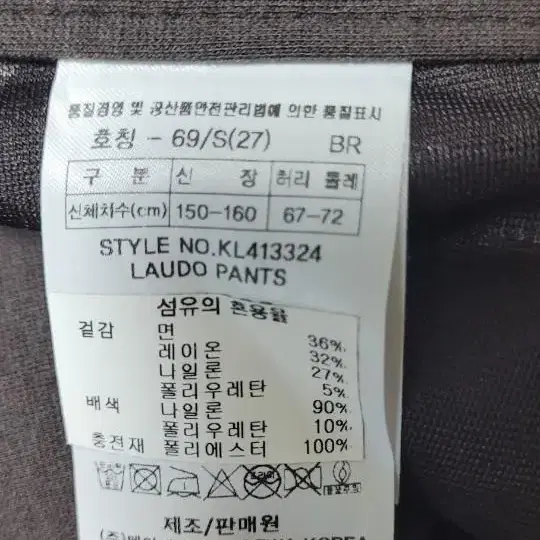 품질경영 및 공산품안전관리법에 의한 품질표시
호칭 - 69/S(27) BR
구 분 신 장 허리 둘레
신체치수(cm) 150-160 67-72
STYLE NO.KL413324
LAUDO PANTS
섬유의 혼용율
겉감 면 36%
레이온 32%
나일론 27%
폴리우레탄 5%
배색 나일론 90%
폴리우레탄 10%
충전재 폴리에스터 100%
제조/판매원